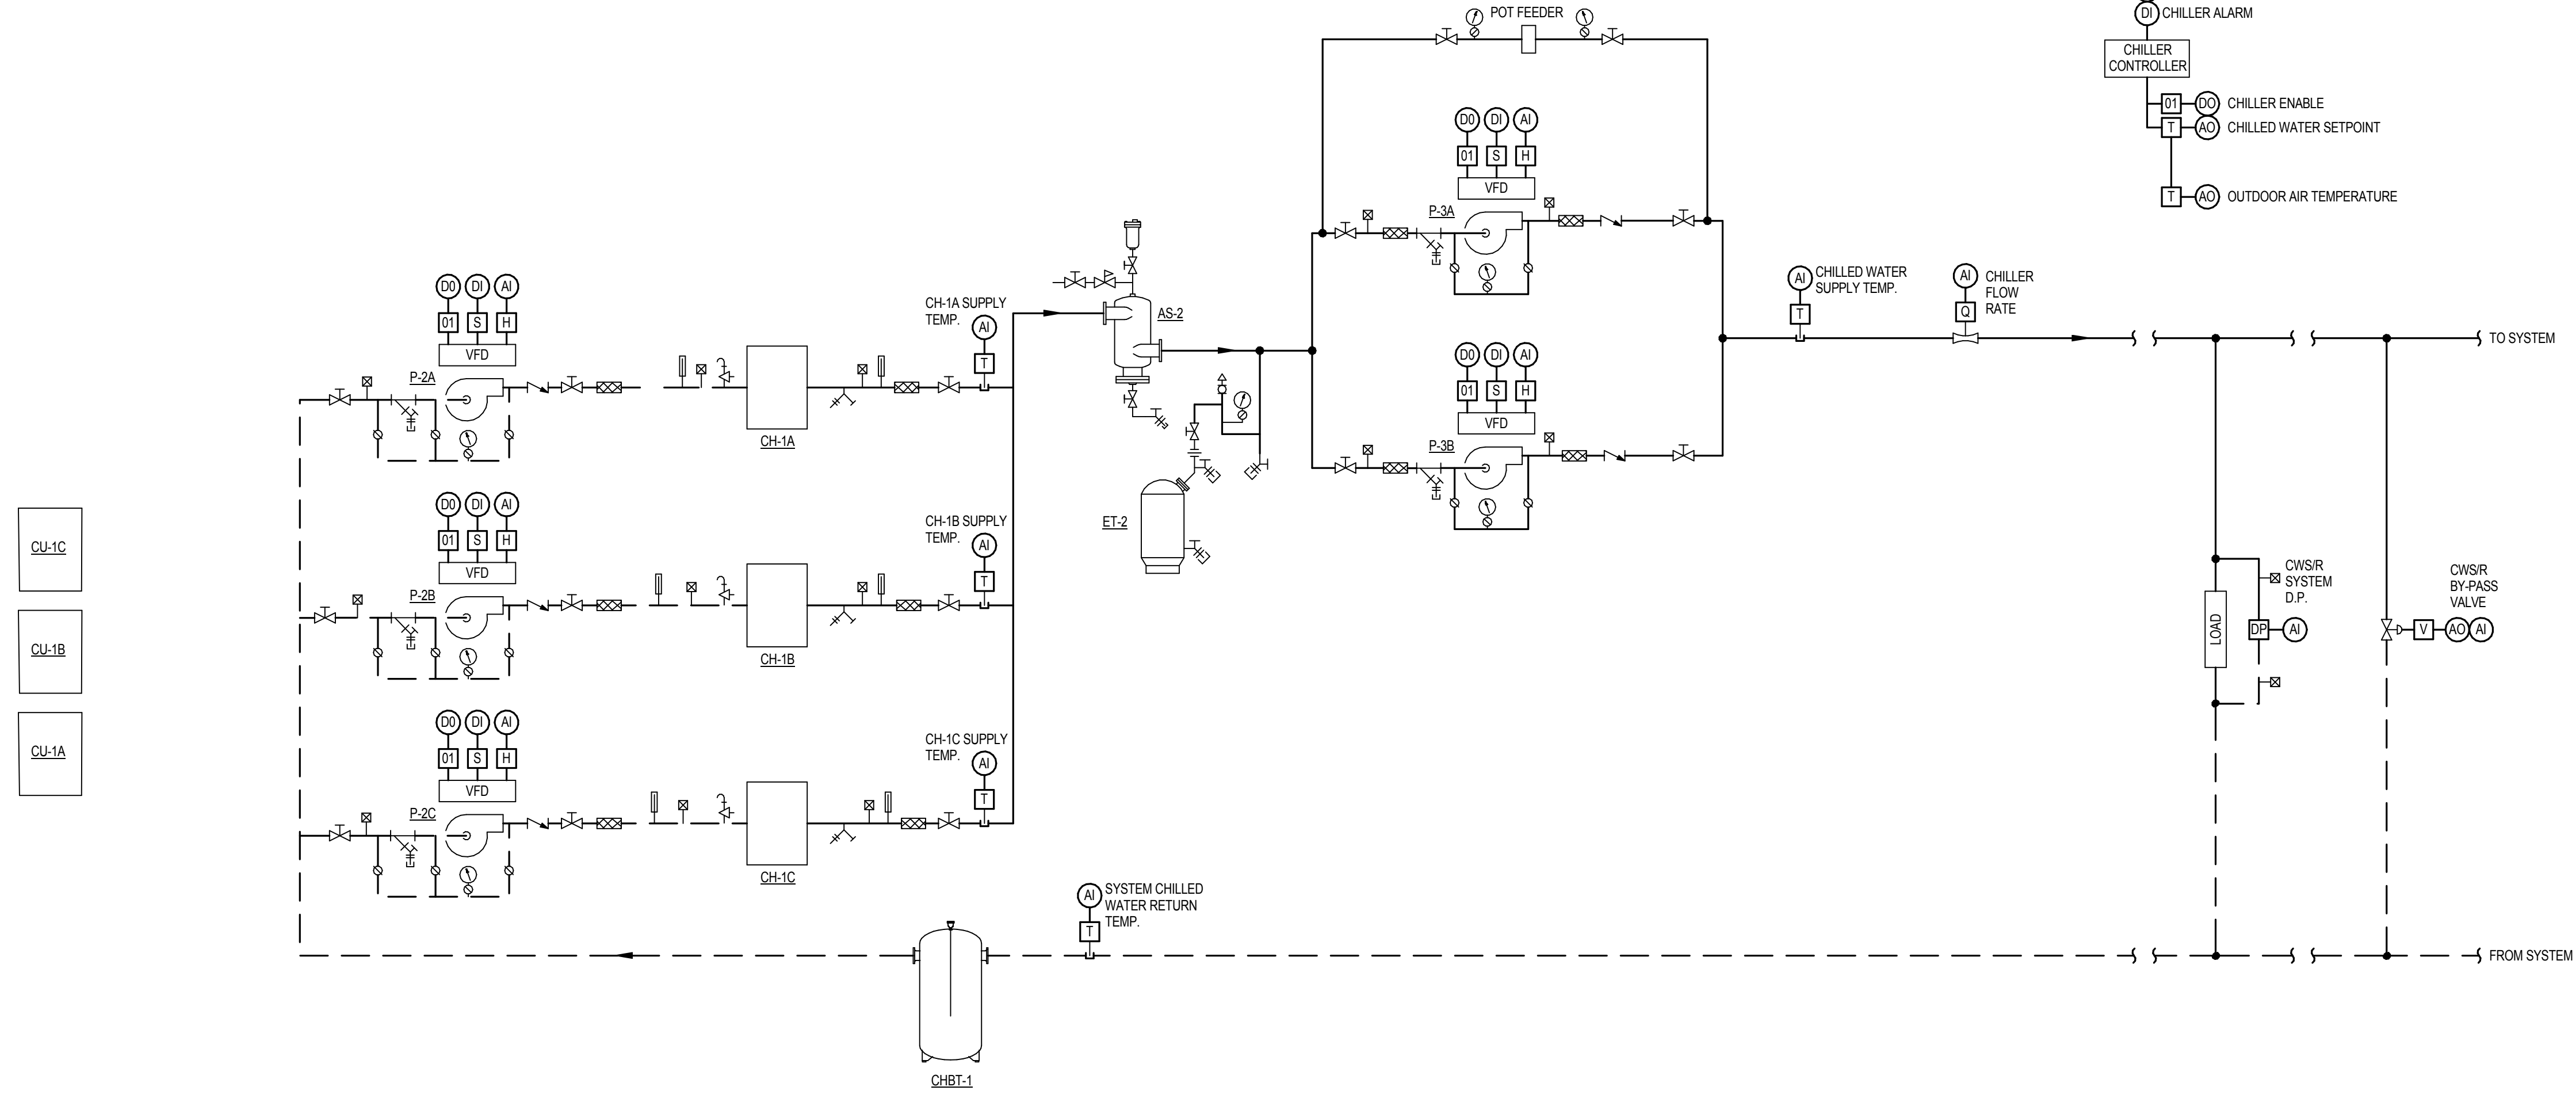 POT FEEDER
DI CHILLER ALARM
CHILLER
CONTROLLER
01 DO CHILLER ENABLE
T AO CHILLED WATER SETPOINT
T AO OUTDOOR AIR TEMPERATURE
D0 DI AI
01 S H
VFD
P-3A
D0 DI AI
01 S H
VFD
P-3B
AI CHILLED WATER
SUPPLY TEMP.
T
AI CHILLER
FLOW
RATE
Q
TO SYSTEM
D0 DI AI
01 S H
VFD
P-2A
CH-1A
CH-1A SUPPLY
TEMP.
AI
T
AS-2
ET-2
CU-1C
CU-1B
CU-1A
D0 DI AI
01 S H
VFD
P-2B
CH-1B
CH-1B SUPPLY
TEMP.
AI
T
D0 DI AI
01 S H
VFD
P-2C
CH-1C
CH-1C SUPPLY
TEMP.
AI
T
LOAD
CWS/R
SYSTEM
D.P.
DP AI
CWS/R
BY-PASS
VALVE
V AO AI
AI SYSTEM CHILLED
WATER RETURN
TEMP.
T
FROM SYSTEM
CHBT-1